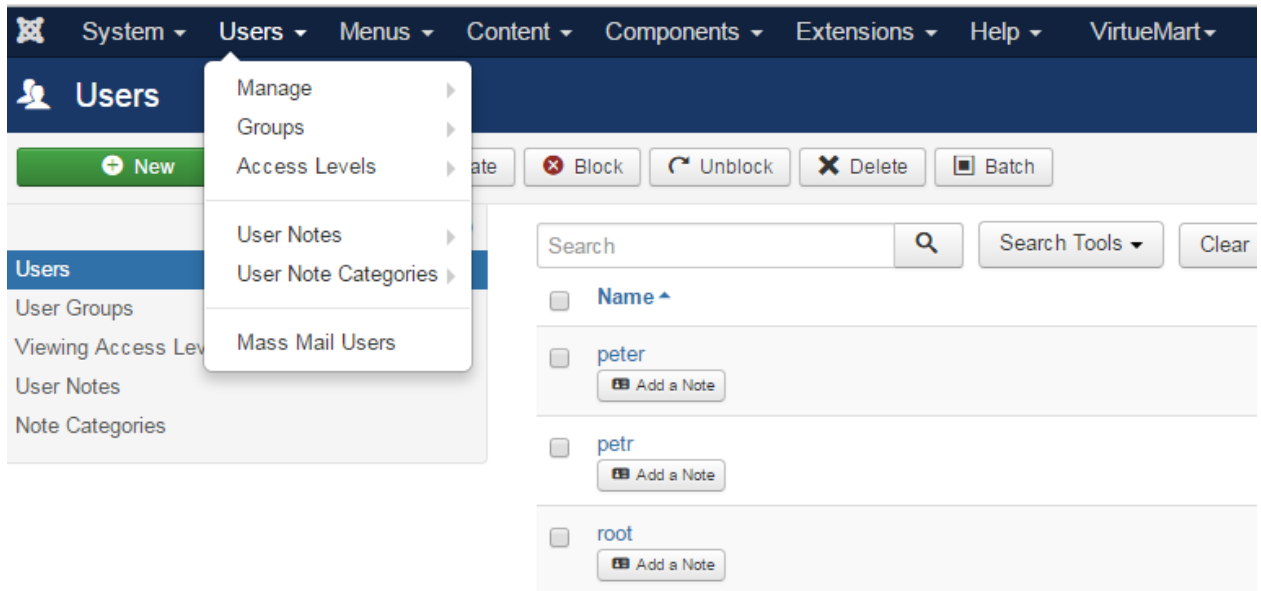 System Users Menus Content Components Extensions Help VirtueMart
Users
Manage
Groups
Access Levels
User Notes
User Note Categories
Mass Mail Users
New
Block Unblock Delete Batch
Users
User Groups
Viewing Access
User Notes
Note Categories
Search Search Tools Clear
Name
peter
Add a Note
petr
Add a Note
root
Add a Note